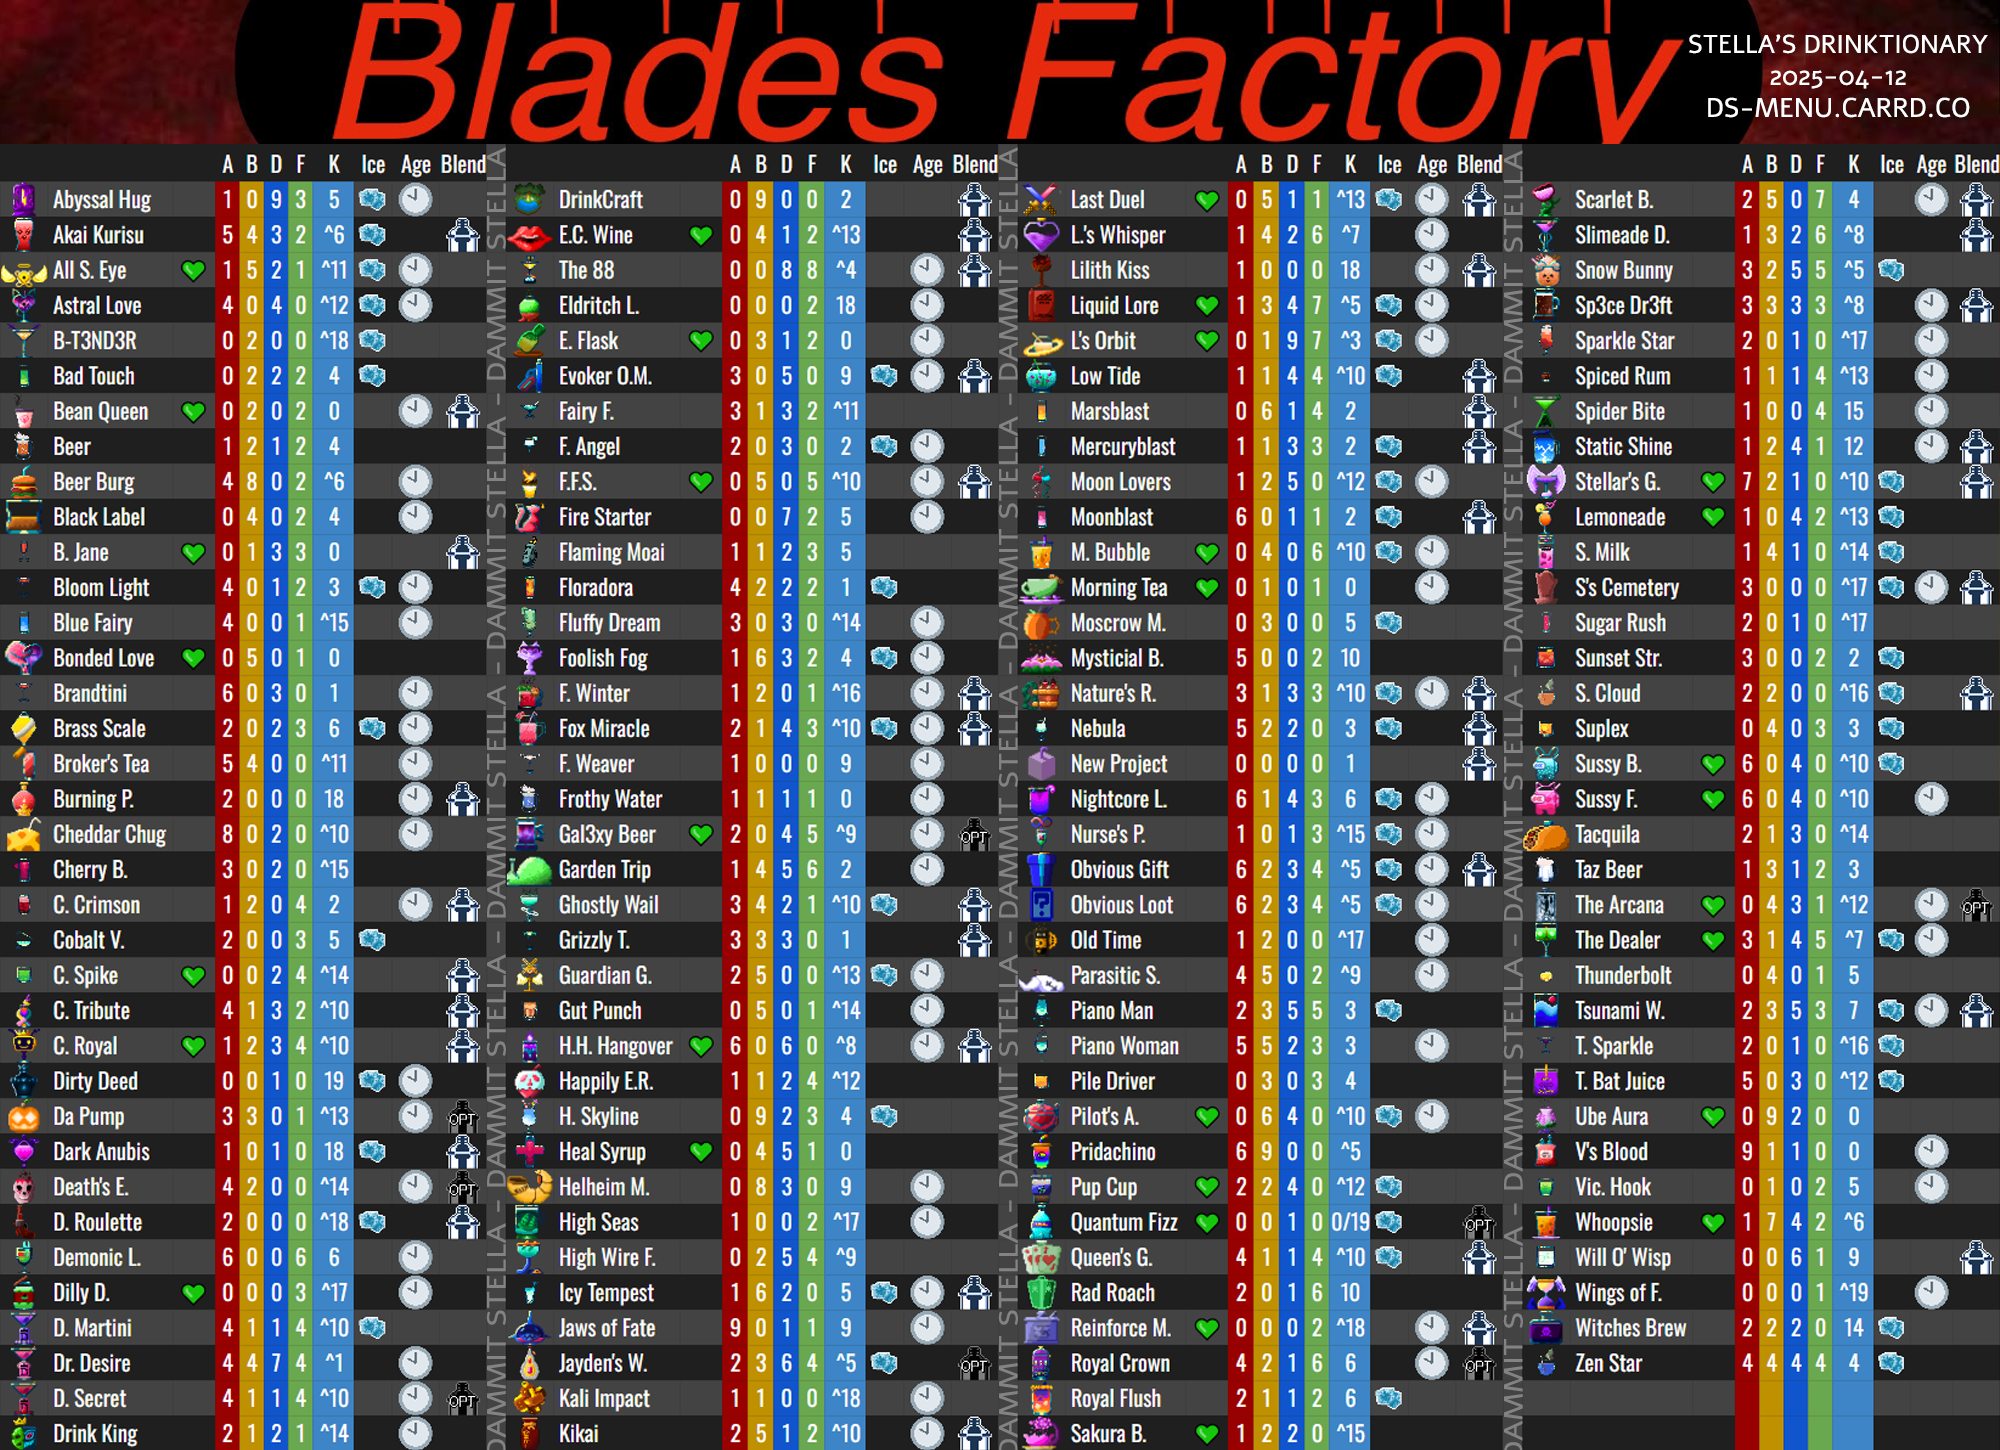 Blades Factory
STELLA'S DRINKTIONARY
2025-04-12
DS-MENU.CARRD.CO
A B D F K Ice Age Blend
Abyssal Hug 1 0 9 3 5
Akai Kurisu 5 4 3 2 ^6
All S. Eye 1 5 2 1 ^11
Astral Love 4 0 4 0 ^12
B-T3ND3R 0 2 0 0 ^18
Bad Touch 0 2 2 2 4
Bean Queen 0 2 0 2 0
Beer 1 2 1 2 4
Beer Burg 4 8 0 2 ^6
Black Label 0 4 0 2 4
B. Jane 0 1 3 3 0
Bloom Light 4 0 1 2 3
Blue Fairy 4 0 0 1 ^15
Bonded Love 0 5 0 1 0
Brandtini 6 0 3 0 1
Brass Scale 2 0 2 3 6
Broker's Tea 5 4 0 0 ^11
Burning P. 2 0 0 0 18
Cheddar Chug 8 0 2 0 ^10
Cherry B. 3 0 2 0 ^15
C. Crimson 1 2 0 4 2
Cobalt V. 2 0 0 3 5
C. Spike 0 0 2 4 ^14
C. Tribute 4 1 3 2 ^10
C. Royal 1 2 3 4 ^10
Dirty Deed 0 0 1 0 19
Da Pump 3 3 0 1 ^13 OPT
Dark Anubis 1 0 1 0 18
Death's E. 4 2 0 0 ^14 OPT
D. Roulette 2 0 0 0 ^18
Demonic L. 6 0 0 6 6
Dilly D. 0 0 0 3 ^17
D. Martini 4 1 1 4 ^10
Dr. Desire 4 4 7 4 ^1
D. Secret 4 1 1 4 ^10 OPT
Drink King 2 1 2 1 ^14
DAMMIT STELLA - DAMMIT STELLA - DAMMIT STELLA - DAMMIT STELLA
A B D F K Ice Age Blend
DrinkCraft 0 9 0 0 2
E.C. Wine 0 4 1 2 ^13
The 88 0 0 8 8 ^4
Eldritch L. 0 0 0 2 18
E. Flask 0 3 1 2 0
Evoker O.M. 3 0 5 0 9
Fairy F. 3 1 3 2 ^11
F. Angel 2 0 3 0 2
F.F.S. 0 5 0 5 ^10
Fire Starter 0 0 7 2 5
Flaming Moai 1 1 2 3 5
Floradora 4 2 2 2 1
Fluffy Dream 3 0 3 0 ^14
Foolish Fog 1 6 3 2 4
F. Winter 1 2 0 1 ^16
Fox Miracle 2 1 4 3 ^10
F. Weaver 1 0 0 0 9
Frothy Water 1 1 1 1 0
Gal3xy Beer 2 0 4 5 ^9 OPT
Garden Trip 1 4 5 6 2
Ghostly Wail 3 4 2 1 ^10
Grizzly T. 3 3 3 0 1
Guardian G. 2 5 0 0 ^13
Gut Punch 0 5 0 1 ^14
H.H. Hangover 6 0 6 0 ^8
Happily E.R. 1 1 2 4 ^12
H. Skyline 0 9 2 3 4
Heal Syrup 0 4 5 1 0
Helheim M. 0 8 3 0 9
High Seas 1 0 0 2 ^17
High Wire F. 0 2 5 4 ^9
Icy Tempest 1 6 2 0 5
Jaws of Fate 9 0 1 1 9
Jayden's W. 2 3 6 4 ^5 OPT
Kali Impact 1 1 0 0 ^18
Kikai 2 5 1 2 ^10
DAMMIT STELLA - DAMMIT STELLA - DAMMIT STELLA - DAMMIT STELLA
A B D F K Ice Age Blend
Last Duel 0 5 1 1 ^13
L.'s Whisper 1 4 2 6 ^7
Lilith Kiss 1 0 0 0 18
Liquid Lore 1 3 4 7 ^5
L's Orbit 0 1 9 7 ^3
Low Tide 1 1 4 4 ^10
Marsblast 0 6 1 4 2
Mercuryblast 1 1 3 3 2
Moon Lovers 1 2 5 0 ^12
Moonblast 6 0 1 1 2
M. Bubble 0 4 0 6 ^10
Morning Tea 0 1 0 1 0
Moscrow M. 0 3 0 0 5
Mysticial B. 5 0 0 2 10
Nature's R. 3 1 3 3 ^10
Nebula 5 2 2 0 3
New Project 0 0 0 0 1
Nightcore L. 6 1 4 3 6
Nurse's P. 1 0 1 3 ^15
Obvious Gift 6 2 3 4 ^5
Obvious Loot 6 2 3 4 ^5
Old Time 1 2 0 0 ^17
Parasitic S. 4 5 0 2 ^9
Piano Man 2 3 5 5 3
Piano Woman 5 5 2 3 3
Pile Driver 0 3 0 3 4
Pilot's A. 0 6 4 0 ^10
Pridachino 6 9 0 0 ^5
Pup Cup 2 2 4 0 ^12
Quantum Fizz 0 0 1 0 0/19 OPT
Queen's G. 4 1 1 4 ^10
Rad Roach 2 0 1 6 10
Reinforce M. 0 0 0 2 ^18
Royal Crown 4 2 1 6 6 OPT
Royal Flush 2 1 1 2 6
Sakura B. 1 2 2 0 ^15
DAMMIT STELLA - DAMMIT STELLA - DAMMIT STELLA - DAMMIT STELLA
A B D F K Ice Age Blend
Scarlet B. 2 5 0 7 4
Slimeade D. 1 3 2 6 ^8
Snow Bunny 3 2 5 5 ^5
Sp3ce Dr3ft 3 3 3 3 ^8
Sparkle Star 2 0 1 0 ^17
Spiced Rum 1 1 1 4 ^13
Spider Bite 1 0 0 4 15
Static Shine 1 2 4 1 12
Stellar's G. 7 2 1 0 ^10
Lemoneade 1 0 4 2 ^13
S. Milk 1 4 1 0 ^14
S's Cemetery 3 0 0 0 ^17
Sugar Rush 2 0 1 0 ^17
Sunset Str. 3 0 0 2 2
S. Cloud 2 2 0 0 ^16
Suplex 0 4 0 3 3
Sussy B. 6 0 4 0 ^10
Sussy F. 6 0 4 0 ^10
Tacquila 2 1 3 0 ^14
Taz Beer 1 3 1 2 3
The Arcana 0 4 3 1 ^12 OPT
The Dealer 3 1 4 5 ^7
Thunderbolt 0 4 0 1 5
Tsunami W. 2 3 5 3 7
T. Sparkle 2 0 1 0 ^16
T. Bat Juice 5 0 3 0 ^12
Ube Aura 0 9 2 0 0
V's Blood 9 1 1 0 0
Vic. Hook 0 1 0 2 5
Whoopsie 1 7 4 2 ^6
Will O' Wisp 0 0 6 1 9
Wings of F. 0 0 0 1 ^19
Witches Brew 2 2 2 0 14
Zen Star 4 4 4 4 4